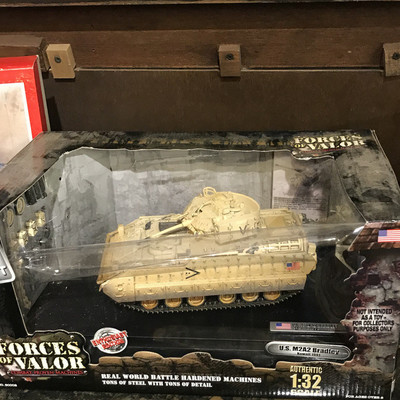 FORCES
OF VALOR
U.S. M2A2 Bradley
NOT INTENDED
AS A TOY -
FOR COLLECTORS
PURPOSES ONLY
FORCES
OF VALOR
REAL WORLD BATTLE HARDENED MACHINES
TONS OF STEEL WITH TONS OF DETAIL
AUTHENTIC
1:32
SCALE